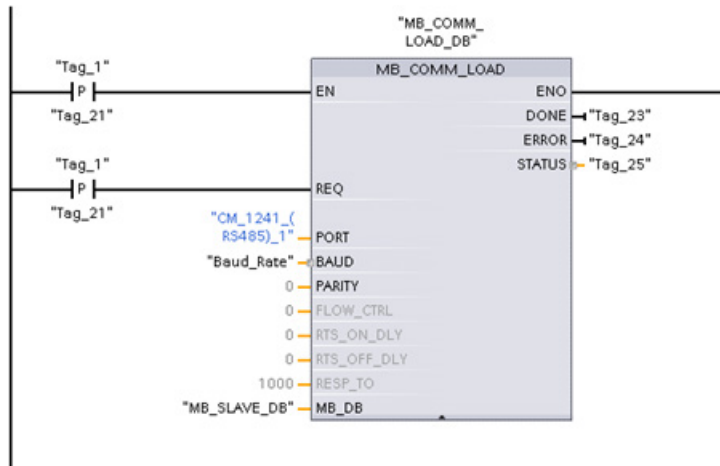 "MB_COMM_
LOAD_DB"
"Tag_1"
MB_COMM_LOAD
P
EN
ENO
"Tag_21"
DONE
"Tag_23"
ERROR
"Tag_24"
"Tag_1"
STATUS
"Tag_25"
P
REQ
"Tag_21"
"CM_1241_(
RS485)_1"
PORT
"Baud_Rate"
BAUD
0
PARITY
0
FLOW_CTRL
0
RTS_ON_DLY
0
RTS_OFF_DLY
1000
RESP_TO
"MB_SLAVE_DB"
MB_DB